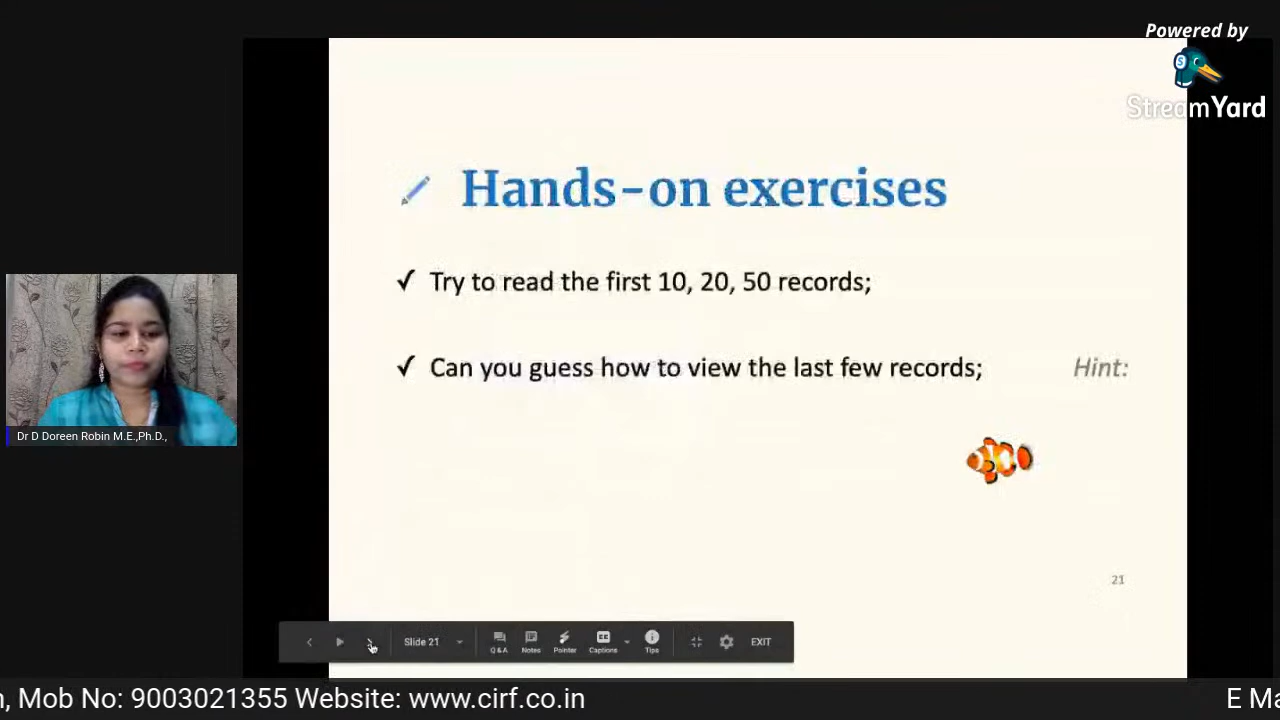 Powered by
StreamYard
Hands-on exercises
✓ Try to read the first 10, 20, 50 records;
✓ Can you guess how to view the last few records; Hint:
Dr D Doreen Robin M.E.,Ph.D.,
21
Slide 21
Q & A
Notes
Pointer
CC
Captions
Tips
EXIT
, Mob No: 9003021355 Website: www.cirf.co.in
E Ma